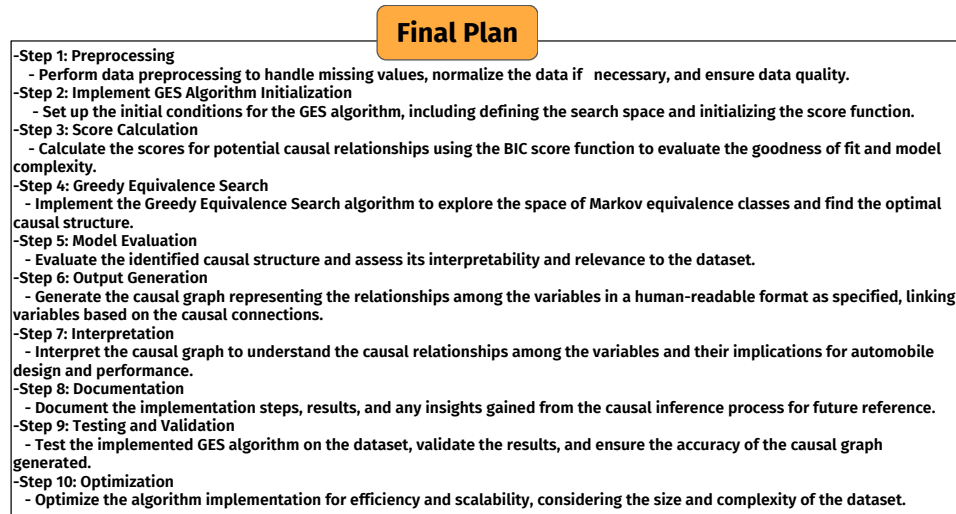 Final Plan
-Step 1: Preprocessing
- Perform data preprocessing to handle missing values, normalize the data if necessary, and ensure data quality.
-Step 2: Implement GES Algorithm Initialization
- Set up the initial conditions for the GES algorithm, including defining the search space and initializing the score function.
-Step 3: Score Calculation
- Calculate the scores for potential causal relationships using the BIC score function to evaluate the goodness of fit and model
complexity.
-Step 4: Greedy Equivalence Search
- Implement the Greedy Equivalence Search algorithm to explore the space of Markov equivalence classes and find the optimal
causal structure.
-Step 5: Model Evaluation
- Evaluate the identified causal structure and assess its interpretability and relevance to the dataset.
-Step 6: Output Generation
- Generate the causal graph representing the relationships among the variables in a human-readable format as specified, linking
variables based on the causal connections.
-Step 7: Interpretation
- Interpret the causal graph to understand the causal relationships among the variables and their implications for automobile
design and performance.
-Step 8: Documentation
- Document the implementation steps, results, and any insights gained from the causal inference process for future reference.
-Step 9: Testing and Validation
- Test the implemented GES algorithm on the dataset, validate the results, and ensure the accuracy of the causal graph
generated.
-Step 10: Optimization
- Optimize the algorithm implementation for efficiency and scalability, considering the size and complexity of the dataset.